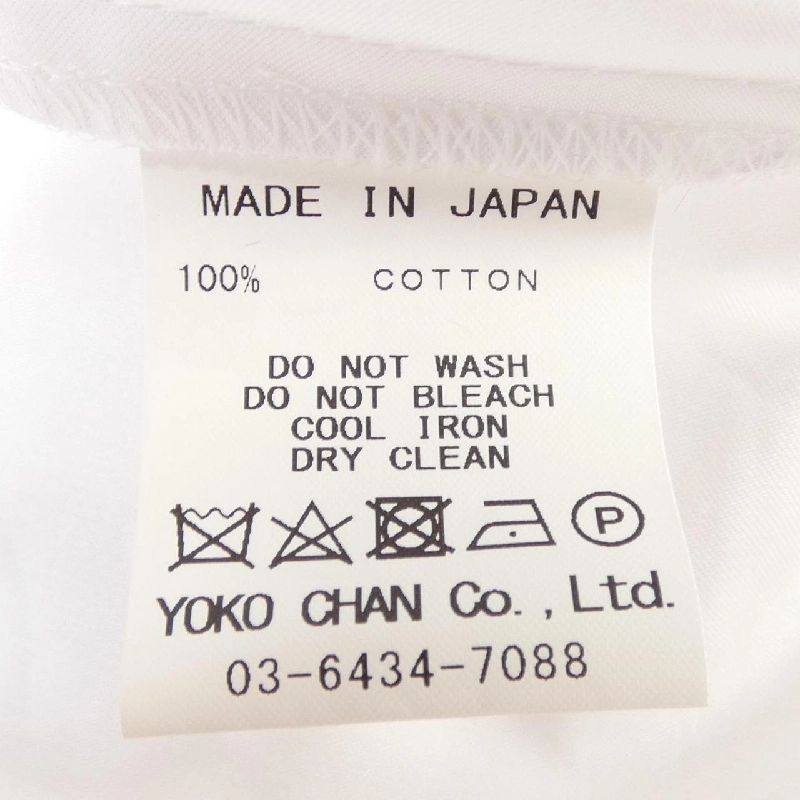 MADE IN JAPAN
100% COTTON
DO NOT WASH
DO NOT BLEACH
COOL IRON
DRY CLEAN
P
YOKO CHAN Co., Ltd.
03-6434-7088